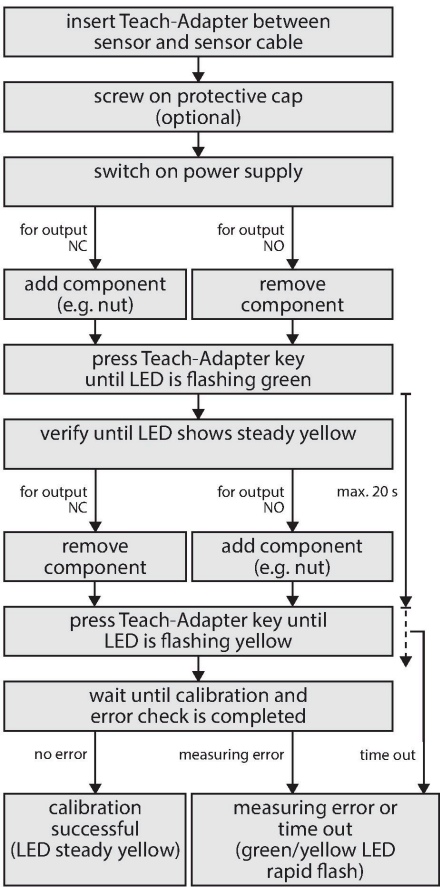 insert Teach-Adapter between
sensor and sensor cable
screw on protective cap
(optional)
switch on power supply
for output
NC
for output
NO
add component
(e.g. nut)
remove
component
press Teach-Adapter key
until LED is flashing green
verify until LED shows steady yellow
for output
NC
for output
NO
max. 20 s
remove
component
add component
(e.g. nut)
press Teach-Adapter key until
LED is flashing yellow
wait until calibration and
error check is completed
no error
measuring error
time out
calibration
successful
(LED steady yellow)
measuring error or
time out
(green/yellow LED
rapid flash)